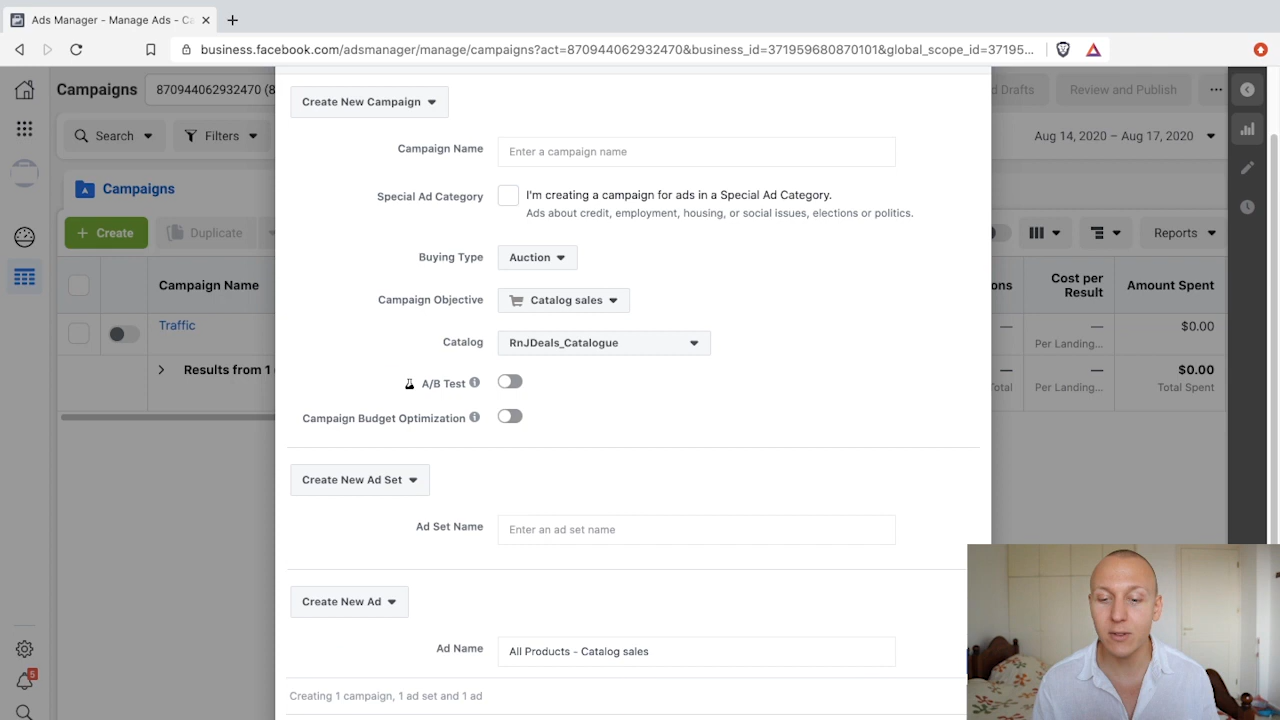 Ads Manager - Manage Ads - C
business.facebook.com/adsmanager/manage/campaigns?act=870944062932470&business_id=371959680870101&global_scope_id=37195...
Campaigns
870944062932470 (8
d Drafts
Review and Publish
Search
Filters
Aug 14, 2020 – Aug 17, 2020
Campaigns
Create
Duplicate
Reports
Campaign Name
ons
Cost per
Result
Amount Spent
Traffic
—
—
$0.00
Per Landing...
Results from 1
—
—
$0.00
Total
Per Landing...
Total Spent
Create New Campaign
Campaign Name
Enter a campaign name
Special Ad Category
I'm creating a campaign for ads in a Special Ad Category.
Ads about credit, employment, housing, or social issues, elections or politics.
Buying Type
Auction
Campaign Objective
Catalog sales
Catalog
RnJDeals_Catalogue
A/B Test
Campaign Budget Optimization
Create New Ad Set
Ad Set Name
Enter an ad set name
Create New Ad
Ad Name
All Products - Catalog sales
Creating 1 campaign, 1 ad set and 1 ad
5